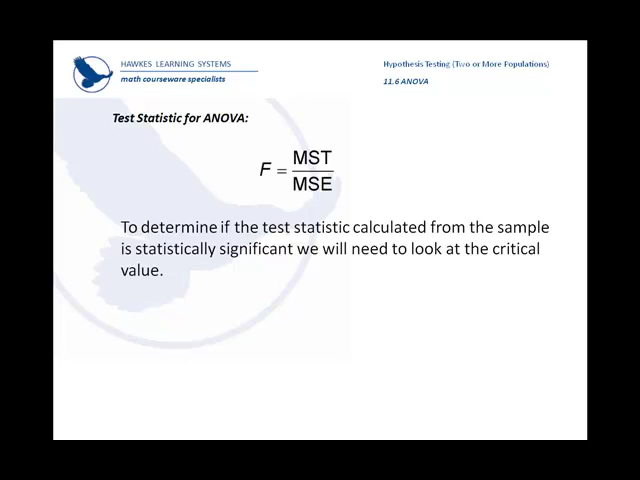 HAWKES LEARNING SYSTEMS
math courseware specialists
Hypothesis Testing (Two or More Populations)
11.6 ANOVA
Test Statistic for ANOVA:
F = MST / MSE
To determine if the test statistic calculated from the sample
is statistically significant we will need to look at the critical
value.